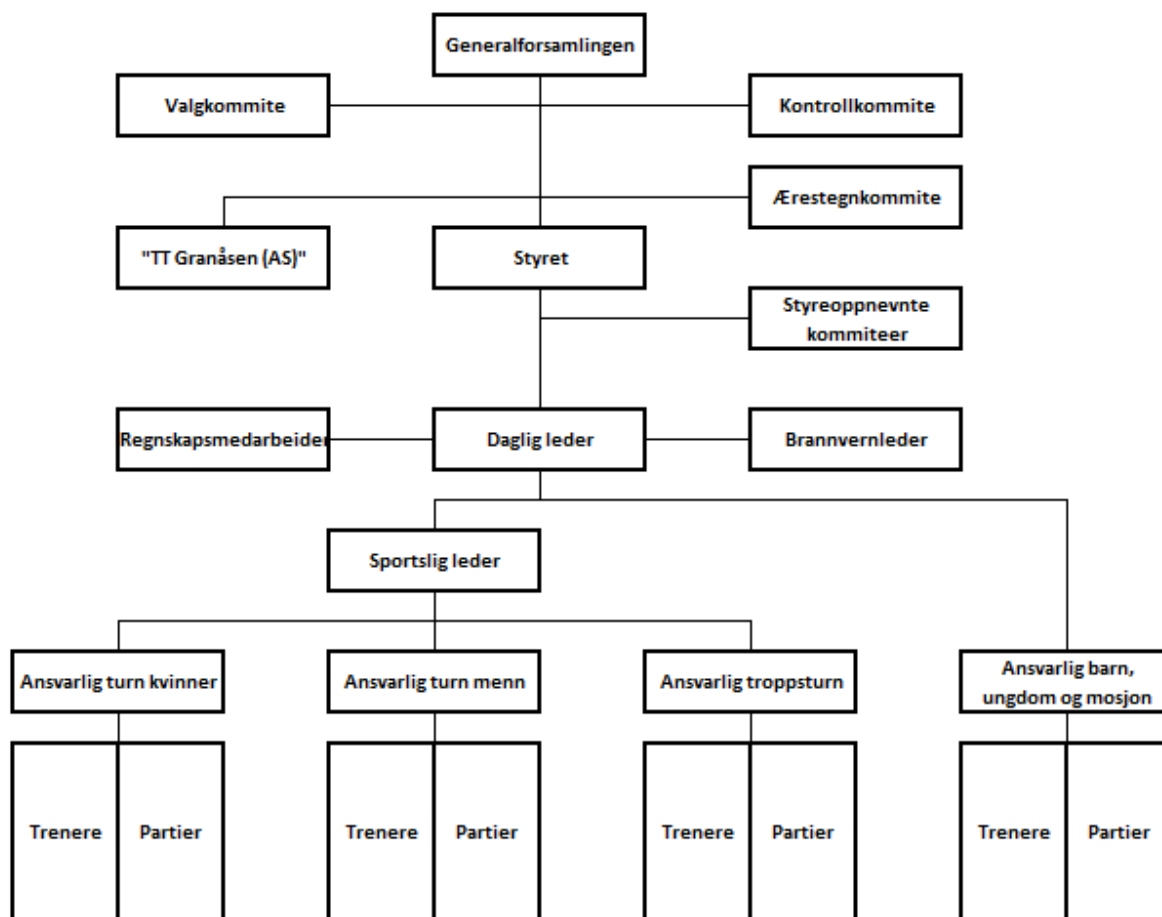 Generalforsamlingen
Valgkommite
Kontrollkommite
Ærestegnkommite
"TT Granåsen (AS)"
Styret
Styreoppnevnte
kommiteer
Regnskapsmedarbeider
Daglig leder
Brannvernleder
Sportslig leder
Ansvarlig turn kvinner
Ansvarlig turn menn
Ansvarlig troppsturn
Ansvarlig barn,
ungdom og mosjon
Trenere
Partier
Trenere
Partier
Trenere
Partier
Trenere
Partier